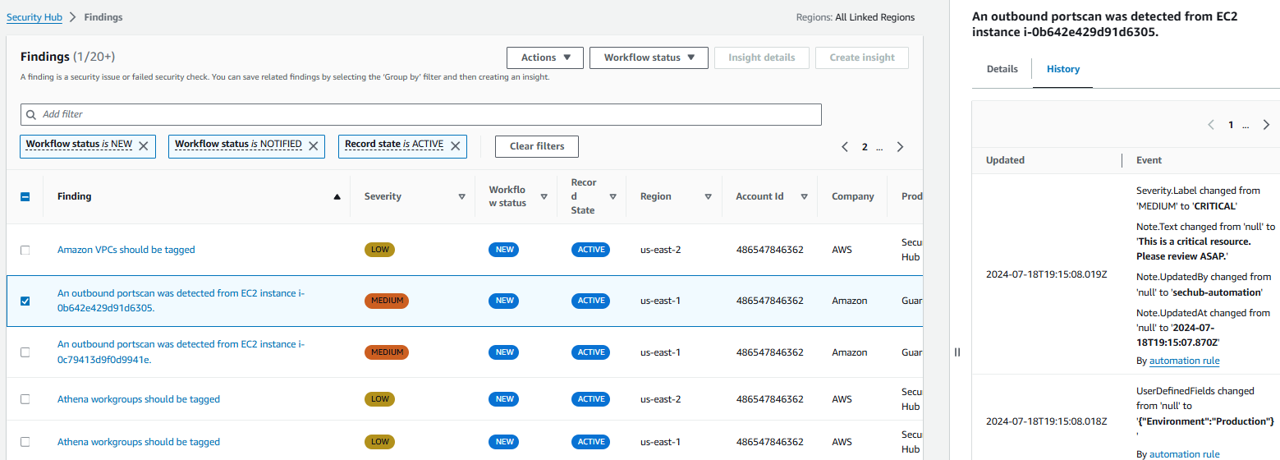 Security Hub > Findings
Regions: All Linked Regions
Findings (1/20+)
Actions
Workflow status
Insight details
Create insight
A finding is a security issue or failed security check. You can save related findings by selecting the 'Group by' filter and then creating an insight.
Add filter
Workflow status is NEW
Workflow status is NOTIFIED
Record state is ACTIVE
Clear filters
2 ...
Finding
Severity
Workflo
w status
Recor
d
State
Region
Account Id
Company
Prod
Amazon VPCs should be tagged
LOW
NEW
ACTIVE
us-east-2
486547846362
AWS
Secu
Hub
An outbound portscan was detected from EC2 instance i-
0b642e429d91d6305.
MEDIUM
NEW
ACTIVE
us-east-1
486547846362
Amazon
Guar
An outbound portscan was detected from EC2 instance i-
0c79413d9f0d9941e.
MEDIUM
NEW
ACTIVE
us-east-1
486547846362
Amazon
Guar
Athena workgroups should be tagged
LOW
NEW
ACTIVE
us-east-2
486547846362
AWS
Secu
Hub
Athena workgroups should be tagged
LOW
NEW
ACTIVE
us-east-1
486547846362
AWS
Secu
Hub
An outbound portscan was detected from EC2
instance i-0b642e429d91d6305.
Details
History
1 ...
Updated
Event
2024-07-18T19:15:08.019Z
Severity.Label changed from
'MEDIUM' to 'CRITICAL'
Note.Text changed from 'null' to
'This is a critical resource.
Please review ASAP.'
Note.UpdatedBy changed from
'null' to 'sechub-automation'
Note.UpdatedAt changed from
'null' to '2024-07-
18T19:15:07.870Z'
By automation rule
2024-07-18T19:15:08.018Z
UserDefinedFields changed
from 'null' to
'{"Environment":"Production"}
'
By automation rule